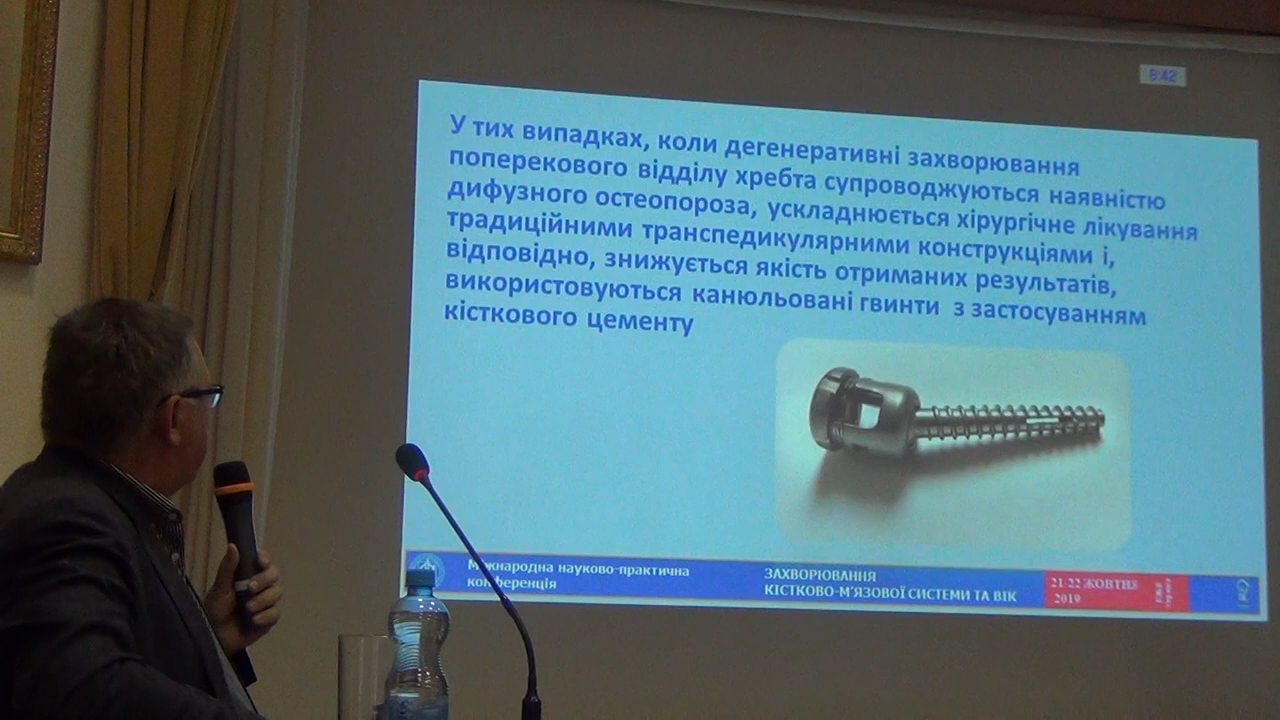 8:42
У тих випадках, коли дегенеративні захворювання
поперекового відділу хребта супроводжуються наявністю
дифузного остеопороза, ускладнюється хірургічне лікування
традиційними транспедикулярними конструкціями і,
відповідно, знижується якість отриманих результатів,
використовуються канюльовані гвинти з застосуванням
кісткового цементу
Міжнародна науково-практична
конференція
ЗАХВОРЮВАННЯ
КІСТКОВО-М'ЯЗОВОЇ СИСТЕМИ ТА ВІК
21-22 ЖОВТНЯ
2019